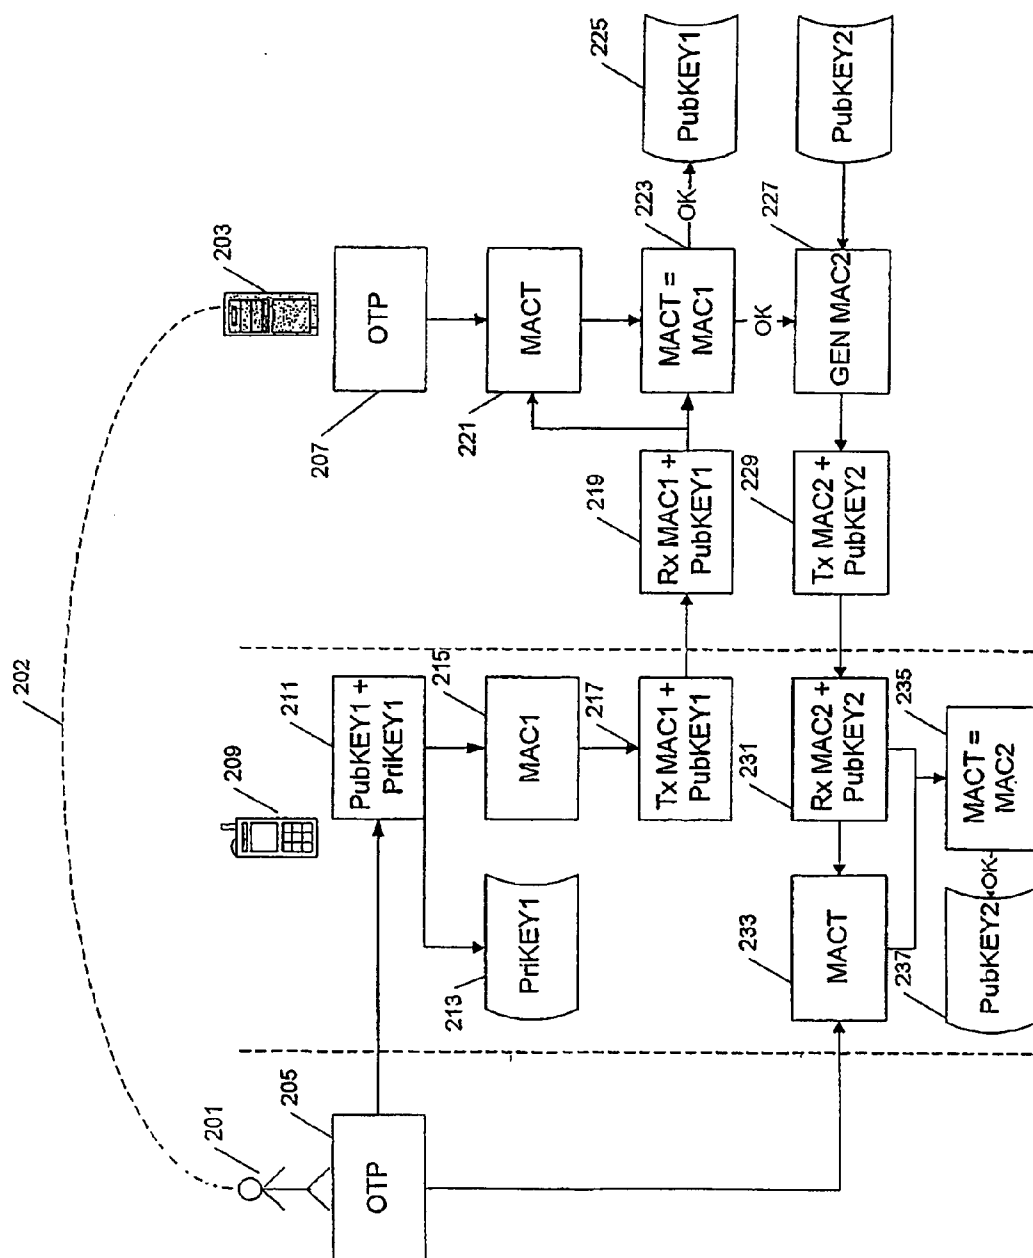 202
201
209
203
205
OTP
211
PubKEY1 +
PriKEY1
OTP
207
213
PriKEY1
215
MAC1
MACT
221
217
Tx MAC1 +
PubKEY1
219
Rx MAC1 +
PubKEY1
223
MACT =
MAC1
OK
225
PubKEY1
OK
233
MACT
231
Rx MAC2 +
PubKEY2
229
Tx MAC2 +
PubKEY2
227
GEN MAC2
PubKEY2
237
PubKEY2
OK
235
MACT =
MAC2